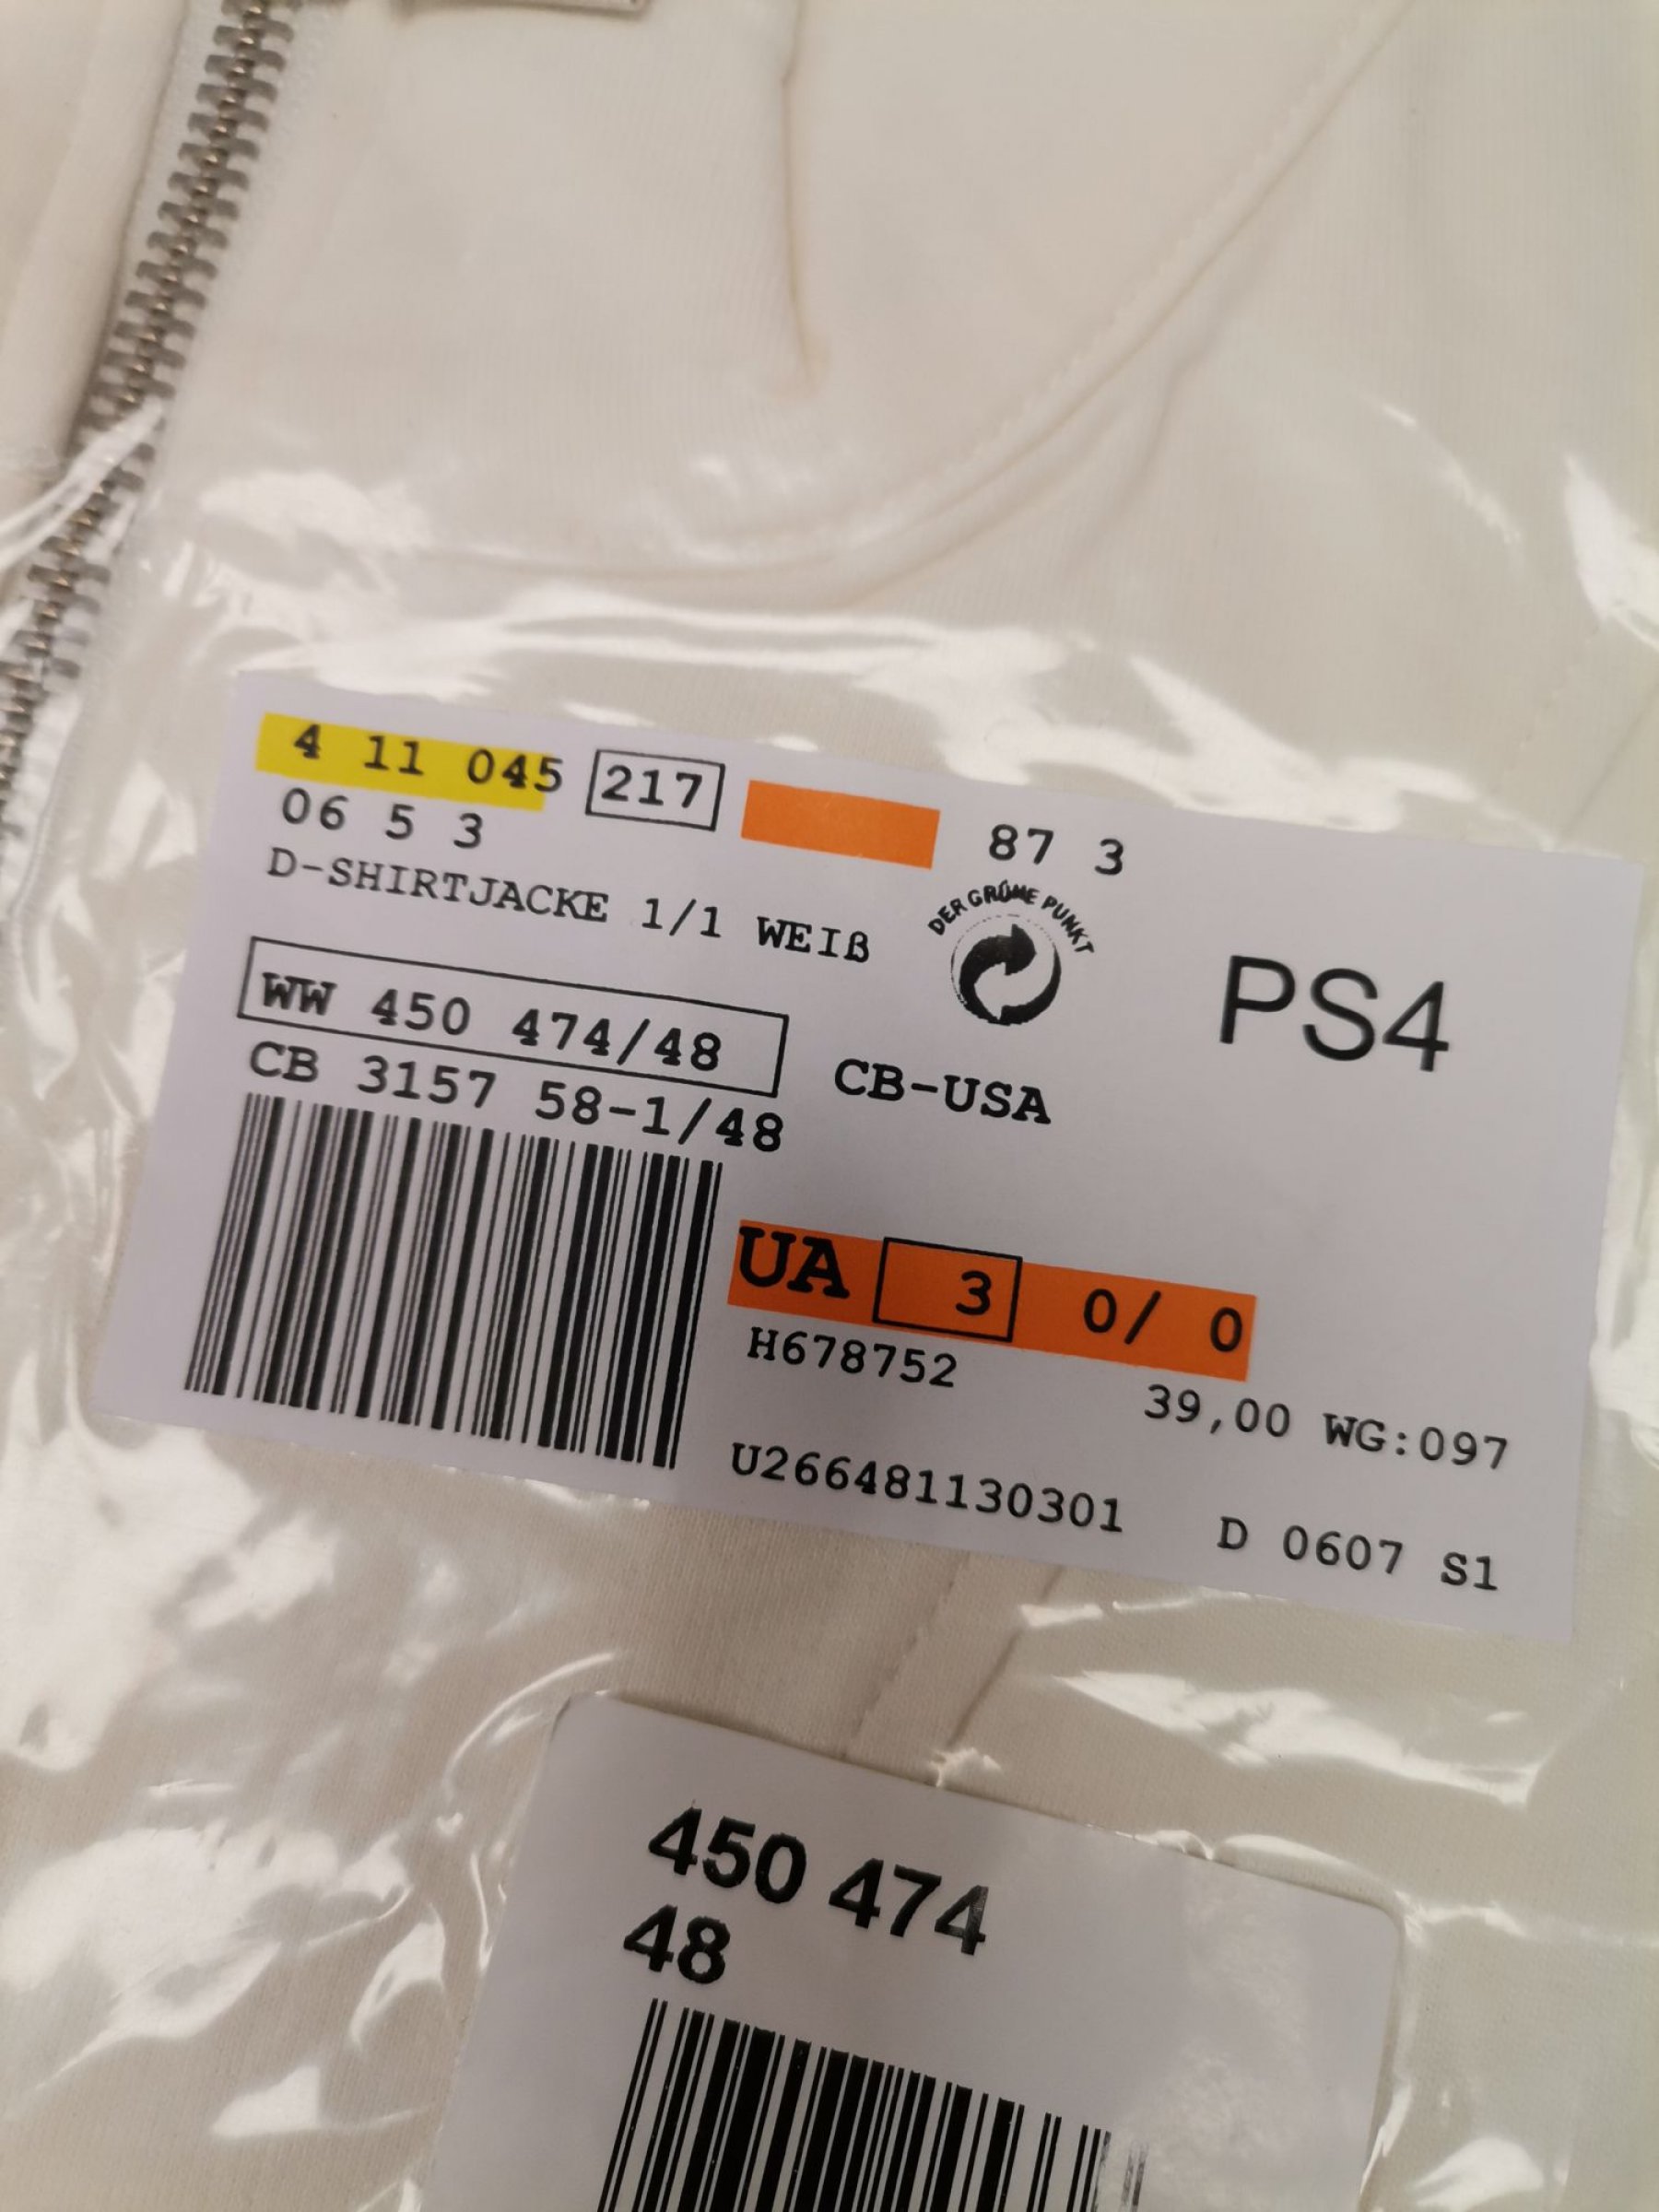 4 11 045 217
87 3
06 5 3
D-SHIRTJACKE 1/1 WEIß
DER GRÜNE PUNKT
PS4
WW 450 474/48
CB-USA
CB 3157 58-1/48
UA 3 0/ 0
H678752
39,00 WG:097
U266481130301 D 0607 S1
450 474
48